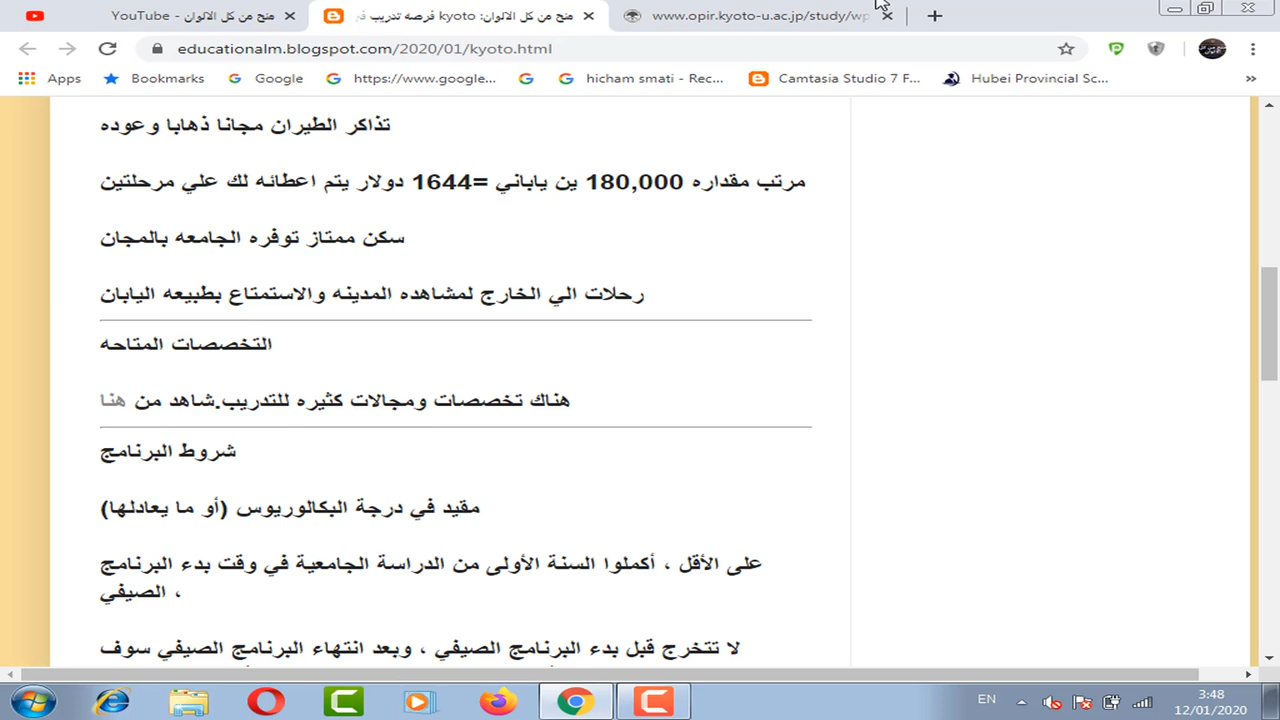 منح من كل الالوان - YouTube
منح من كل الالوان: kyoto فرصه تدريب في
www.opir.kyoto-u.ac.jp/study/wp
educationalm.blogspot.com/2020/01/kyoto.html
Apps Bookmarks Google https://www.google... hicham smati - Rec... Camtasia Studio 7 F... Hubei Provincial Sc... »
تذاكر الطيران مجانا ذهابا وعوده
مرتب مقداره 180,000 ين ياباني =1644 دولار يتم اعطائه لك علي مرحلتين
سكن ممتاز توفره الجامعه بالمجان
رحلات الي الخارج لمشاهده المدينه والاستمتاع بطبيعه اليابان
التخصصات المتاحه
هناك تخصصات ومجالات كثيره للتدريب.شاهد من هنا
شروط البرنامج
مقيد في درجة البكالوريوس (أو ما يعادلها)
على الأقل ، أكملوا السنة الأولى من الدراسة الجامعية في وقت بدء البرنامج
الصيفي ،
لا تتخرج قبل بدء البرنامج الصيفي ، وبعد انتهاء البرنامج الصيفي سوف
EN
3:48
12/01/2020